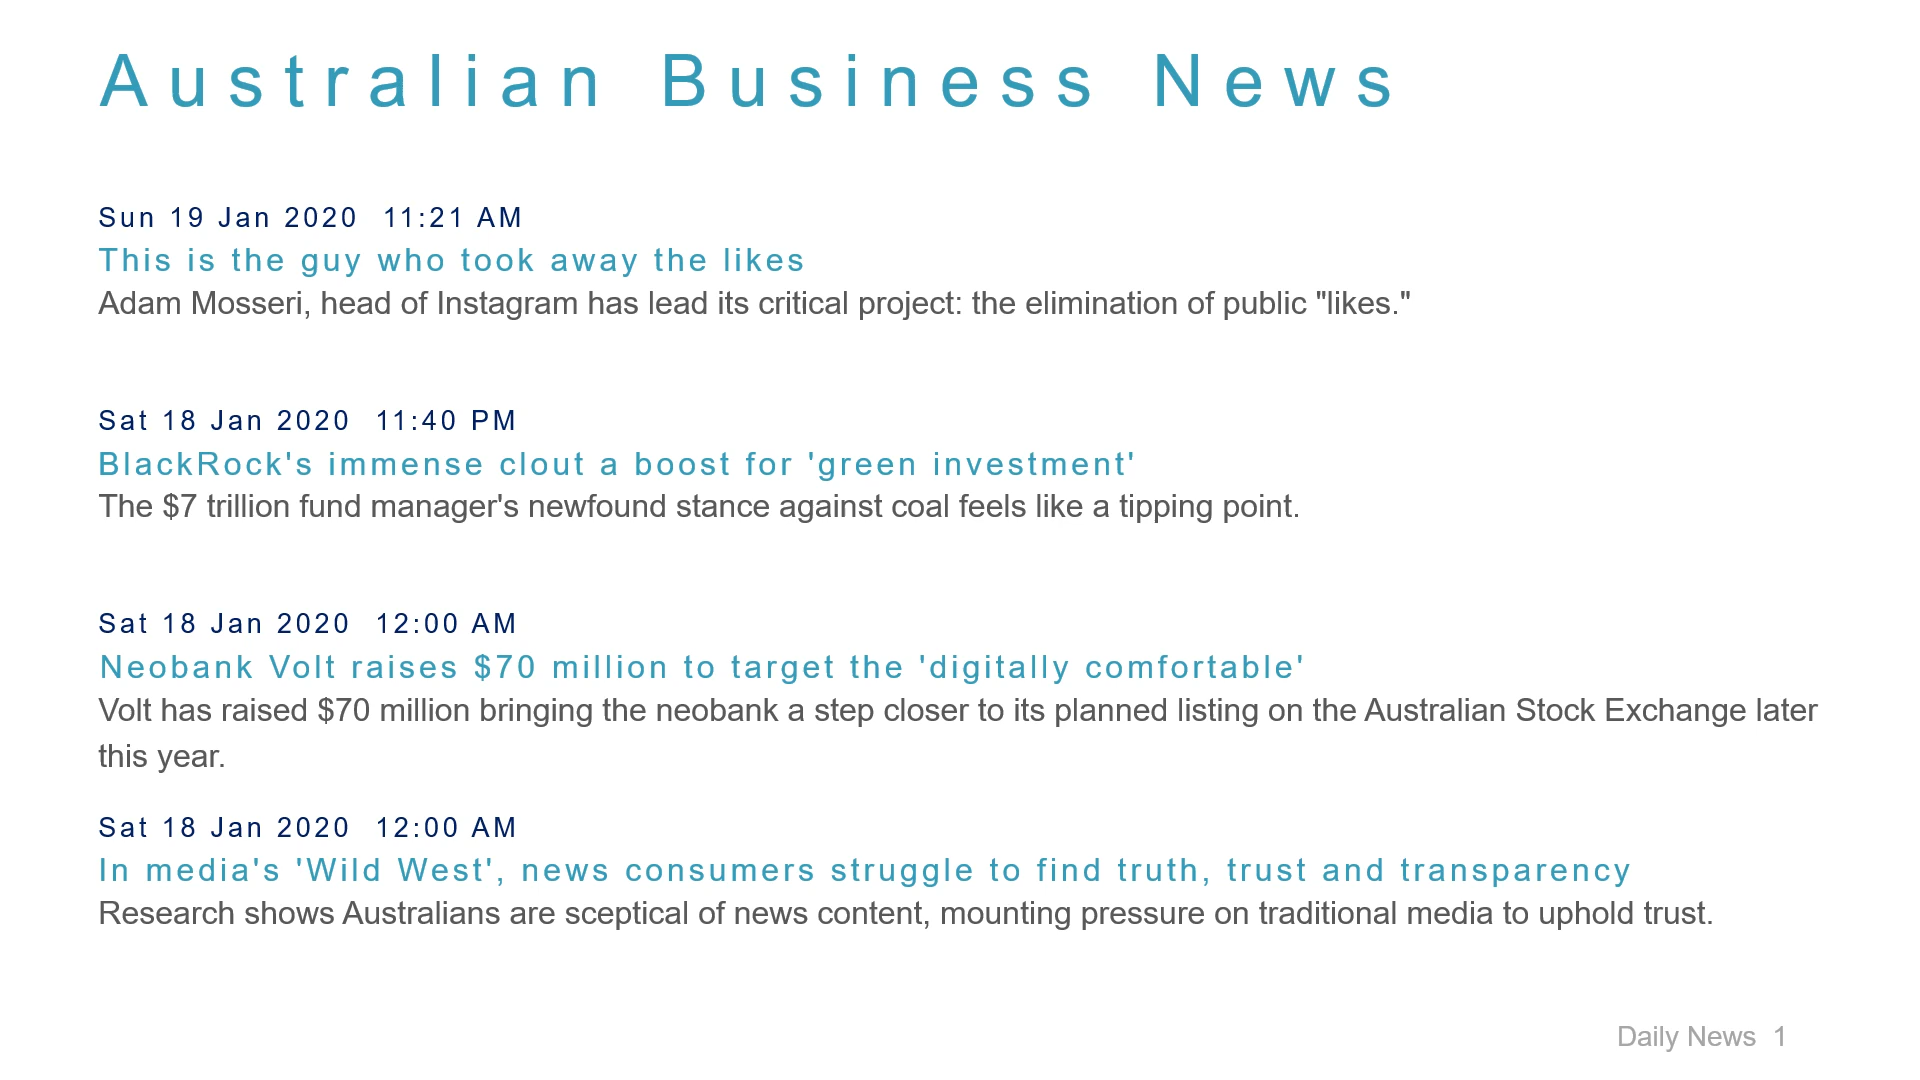 Australian Business News
Sun 19 Jan 2020 11:21 AM
This is the guy who took away the likes
Adam Mosseri, head of Instagram has lead its critical project: the elimination of public "likes."
Sat 18 Jan 2020 11:40 PM
BlackRock's immense clout a boost for 'green investment'
The $7 trillion fund manager's newfound stance against coal feels like a tipping point.
Sat 18 Jan 2020 12:00 AM
Neobank Volt raises $70 million to target the 'digitally comfortable'
Volt has raised $70 million bringing the neobank a step closer to its planned listing on the Australian Stock Exchange later
this year.
Sat 18 Jan 2020 12:00 AM
In media's 'Wild West', news consumers struggle to find truth, trust and transparency
Research shows Australians are sceptical of news content, mounting pressure on traditional media to uphold trust.
Daily News 1